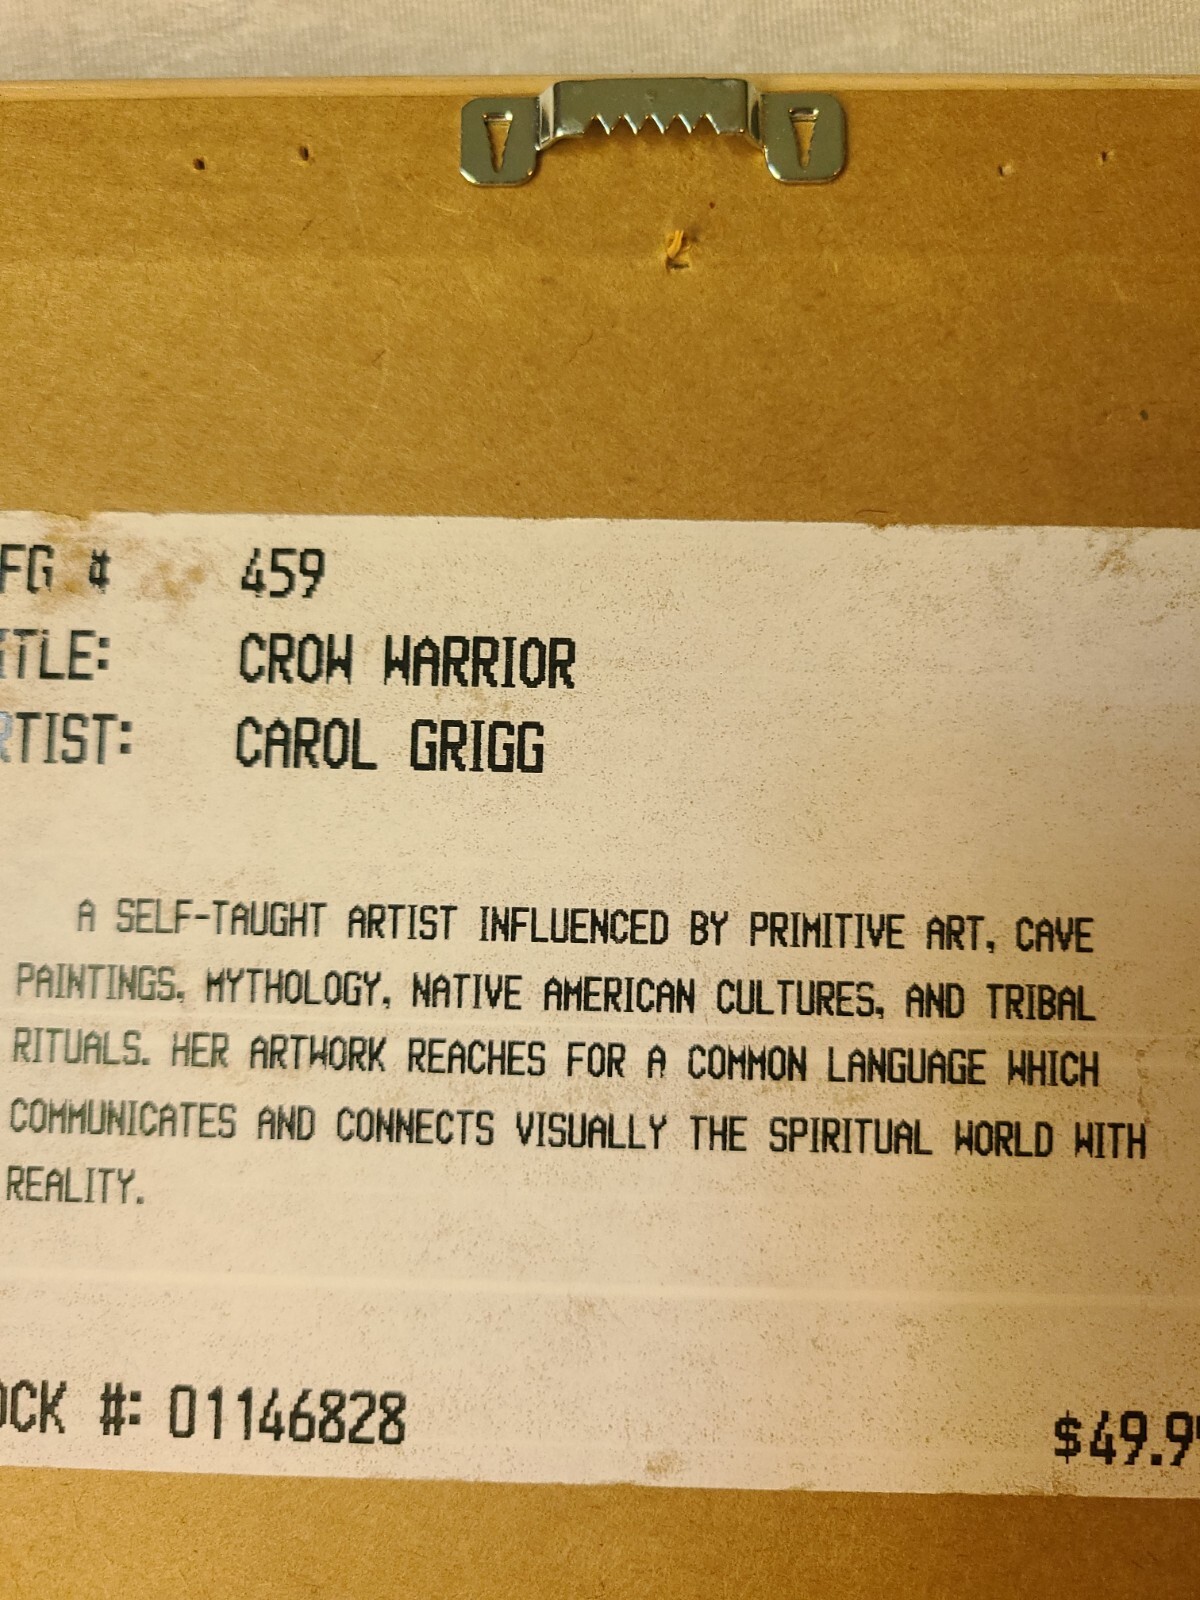 FG # 459
ITLE: CROW WARRIOR
RTIST: CAROL GRIGG
A SELF-TAUGHT ARTIST INFLUENCED BY PRIMITIVE ART, CAVE
PAINTINGS, MYTHOLOGY, NATIVE AMERICAN CULTURES, AND TRIBAL
RITUALS. HER ARTWORK REACHES FOR A COMMON LANGUAGE WHICH
COMMUNICATES AND CONNECTS VISUALLY THE SPIRITUAL WORLD WITH
REALITY.
OCK #: 01146828 $49.9